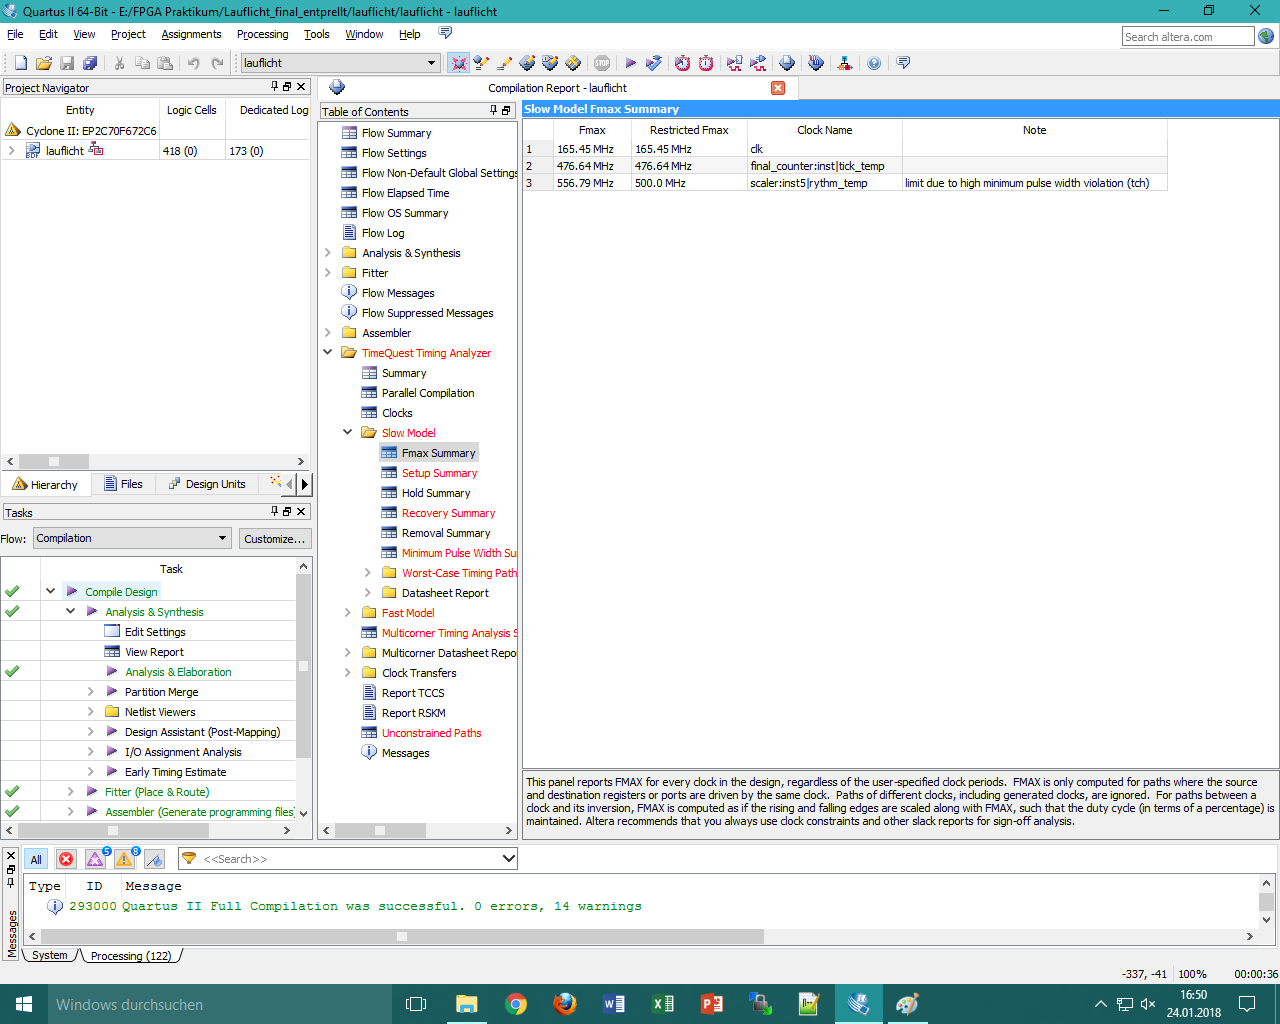 Quartus II 64-Bit - E:/FPGA Praktikum/Lauflicht_final_entprellt/lauflicht/lauflicht - lauflicht
File Edit View Project Assignments Processing Tools Window Help
Search altera.com
lauflicht
Project Navigator
Entity Logic Cells Dedicated Log
Cyclone II: EP2C70F672C6
lauflicht 418 (0) 173 (0)
Hierarchy Files Design Units
Tasks
Flow: Compilation Customize...
Task
Compile Design
Analysis & Synthesis
Edit Settings
View Report
Analysis & Elaboration
Partition Merge
Netlist Viewers
Design Assistant (Post-Mapping)
I/O Assignment Analysis
Early Timing Estimate
Fitter (Place & Route)
Assembler (Generate programming files)
Compilation Report - lauflicht
Table of Contents
Flow Summary
Flow Settings
Flow Non-Default Global Settings
Flow Elapsed Time
Flow OS Summary
Flow Log
Analysis & Synthesis
Fitter
Flow Messages
Flow Suppressed Messages
Assembler
TimeQuest Timing Analyzer
Summary
Parallel Compilation
Clocks
Slow Model
Fmax Summary
Setup Summary
Hold Summary
Recovery Summary
Removal Summary
Minimum Pulse Width Su
Worst-Case Timing Path
Datasheet Report
Fast Model
Multicorner Timing Analysis S
Multicorner Datasheet Repo
Clock Transfers
Report TCCS
Report RSKM
Unconstrained Paths
Messages
Slow Model Fmax Summary
Fmax Restricted Fmax Clock Name Note
1 165.45 MHz 165.45 MHz clk
2 476.64 MHz 476.64 MHz final_counter:inst|tick_temp
3 556.79 MHz 500.0 MHz scaler:inst5|rythm_temp limit due to high minimum pulse width violation (tch)
This panel reports FMAX for every clock in the design, regardless of the user-specified clock periods. FMAX is only computed for paths where the source
and destination registers or ports are driven by the same clock. Paths of different clocks, including generated clocks, are ignored. For paths between a
clock and its inversion, FMAX is computed as if the rising and falling edges are scaled along with FMAX, such that the duty cycle (in terms of a percentage) is
maintained. Altera recommends that you always use clock constraints and other slack reports for sign-off analysis.
All 5 8 <<Search>>
Type ID Message
293000 Quartus II Full Compilation was successful. 0 errors, 14 warnings
Messages
System Processing (122)
-337, -41 100% 00:00:36
Windows durchsuchen
16:50
24.01.2018